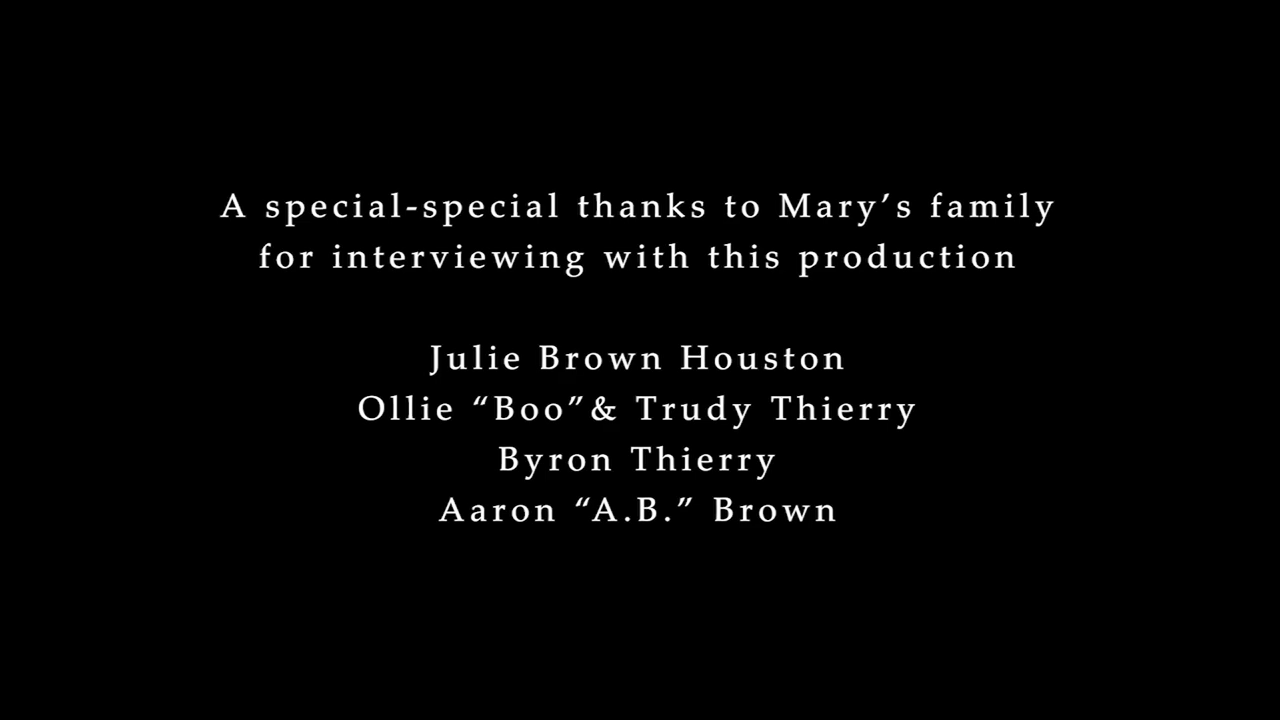 A special-special thanks to Mary’s family
for interviewing with this production
Julie Brown Houston
Ollie “Boo”& Trudy Thierry
Byron Thierry
Aaron “A.B.” Brown